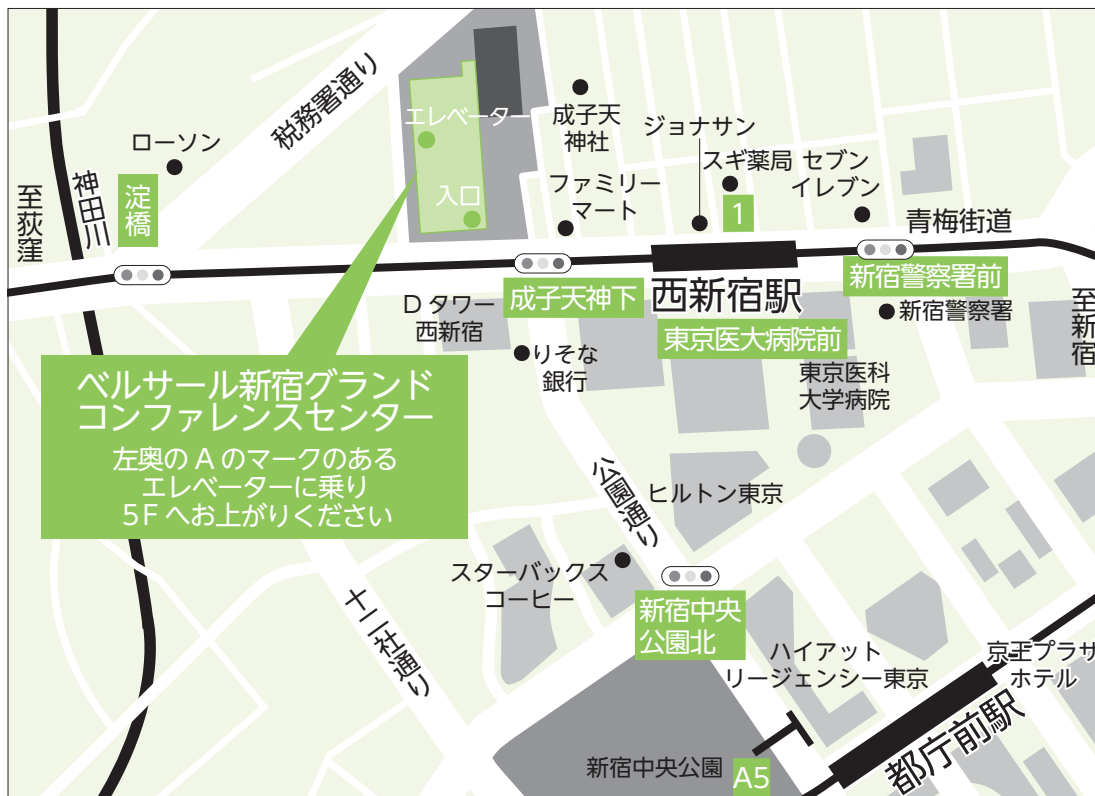 税務署通り
ローソン
至荻窪
神田川
淀橋
エレベーター
入口
成子天
神社
ファミリー
マート
ジョナサン
スギ薬局
1
セブン
イレブン
青梅街道
新宿警察署前
新宿警察署
至新宿
西新宿駅
成子天神下
東京医大病院前
D タワー
西新宿
りそな
銀行
東京医科
大学病院
ベルサール新宿グランド
コンファレンスセンター
左奥の A のマークのある
エレベーターに乗り
5F へお上がりください
公園通り
ヒルトン東京
スターバックス
コーヒー
十二社通り
新宿中央
公園北
ハイアット
リージェンシー東京
京王プラザ
ホテル
都庁前駅
新宿中央公園
A5